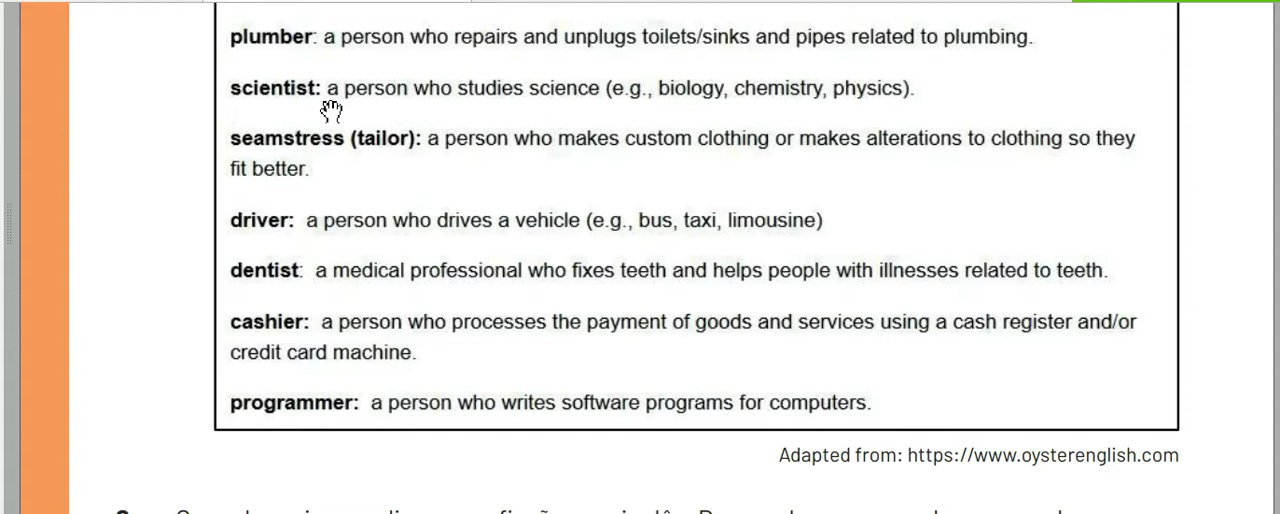 plumber: a person who repairs and unplugs toilets/sinks and pipes related to plumbing.
scientist: a person who studies science (e.g., biology, chemistry, physics).
seamstress (tailor): a person who makes custom clothing or makes alterations to clothing so they
fit better.
driver: a person who drives a vehicle (e.g., bus, taxi, limousine)
dentist: a medical professional who fixes teeth and helps people with illnesses related to teeth.
cashier: a person who processes the payment of goods and services using a cash register and/or
credit card machine.
programmer: a person who writes software programs for computers.
Adapted from: https://www.oysterenglish.com